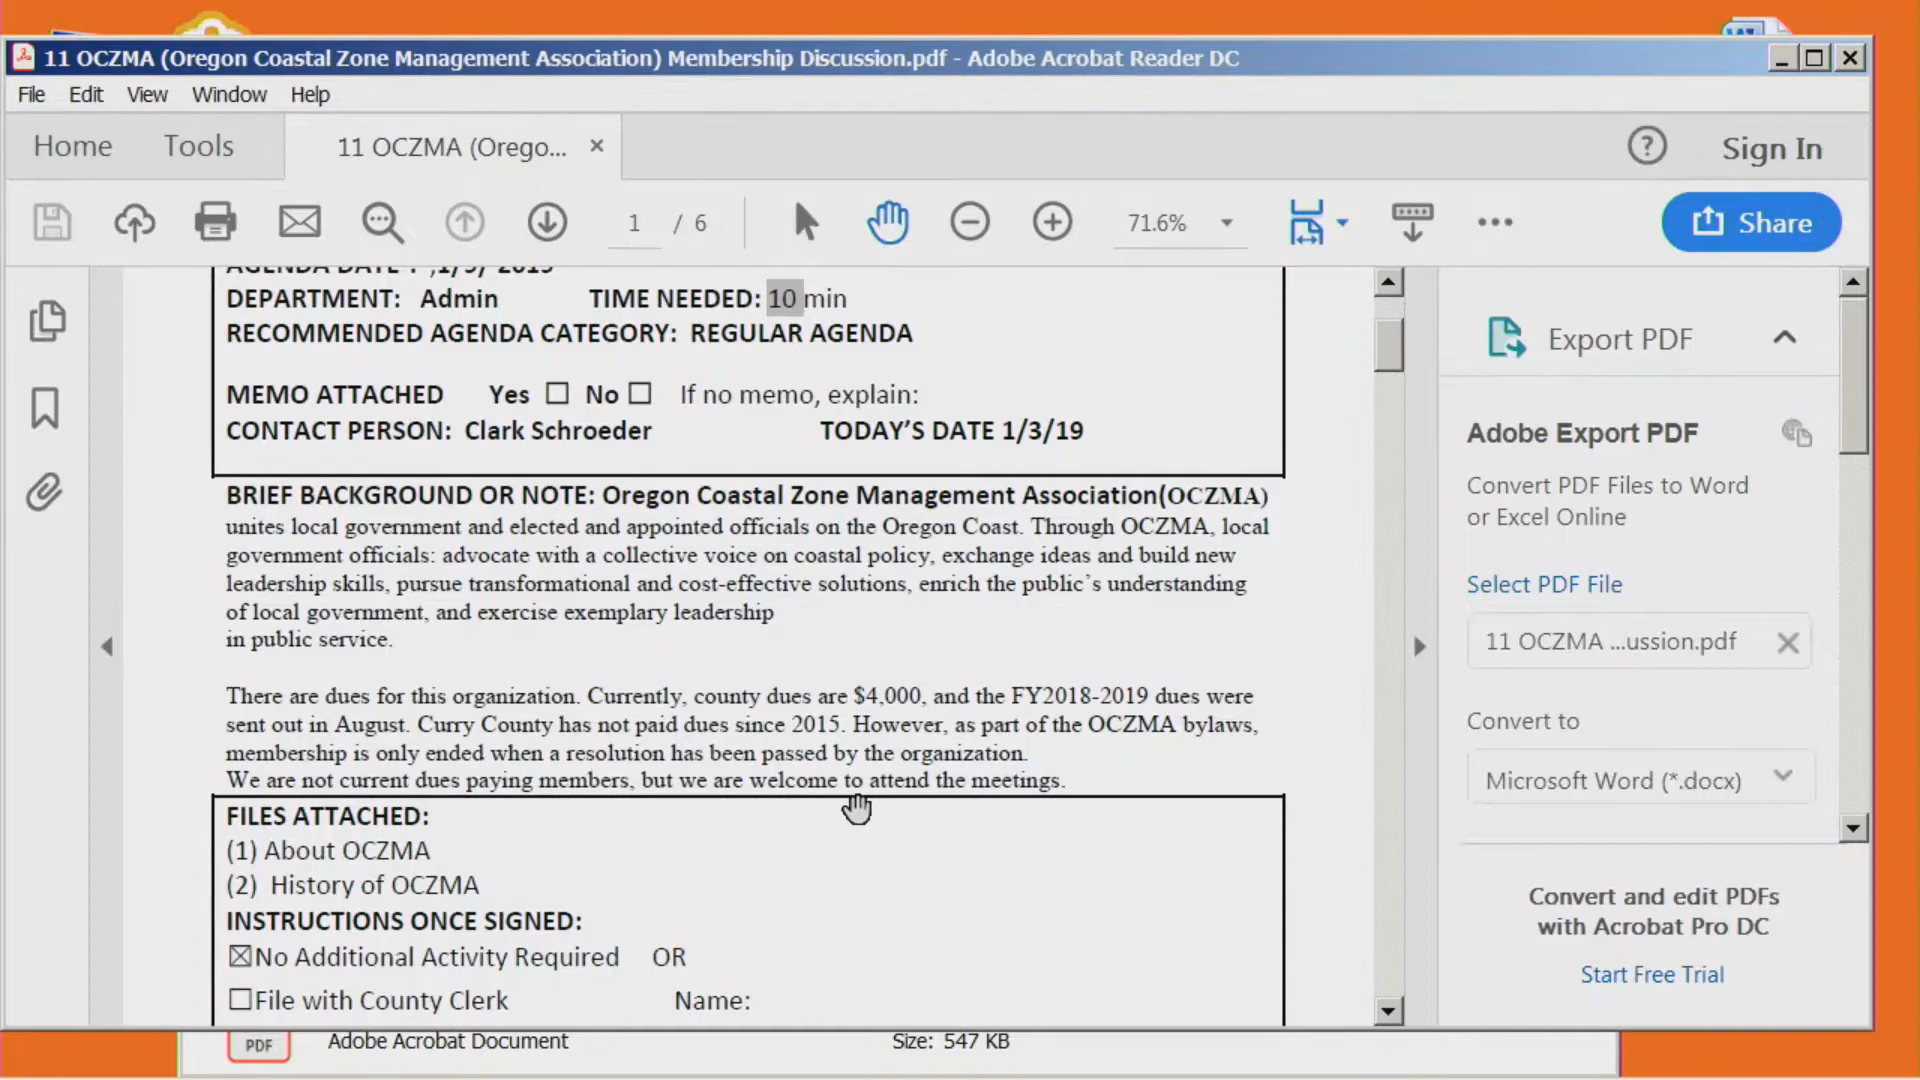 11 OCZMA (Oregon Coastal Zone Management Association) Membership Discussion.pdf - Adobe Acrobat Reader DC
File Edit View Window Help
Home Tools 11 OCZMA (Orego... × Sign In
1 / 6 71.6% Share
DEPARTMENT: Admin TIME NEEDED: 10 min
RECOMMENDED AGENDA CATEGORY: REGULAR AGENDA
MEMO ATTACHED Yes ☐ No ☐ If no memo, explain:
CONTACT PERSON: Clark Schroeder TODAY'S DATE 1/3/19
BRIEF BACKGROUND OR NOTE: Oregon Coastal Zone Management Association(OCZMA)
unites local government and elected and appointed officials on the Oregon Coast. Through OCZMA, local
government officials: advocate with a collective voice on coastal policy, exchange ideas and build new
leadership skills, pursue transformational and cost-effective solutions, enrich the public's understanding
of local government, and exercise exemplary leadership
in public service.
There are dues for this organization. Currently, county dues are $4,000, and the FY2018-2019 dues were
sent out in August. Curry County has not paid dues since 2015. However, as part of the OCZMA bylaws,
membership is only ended when a resolution has been passed by the organization.
We are not current dues paying members, but we are welcome to attend the meetings.
FILES ATTACHED:
(1) About OCZMA
(2) History of OCZMA
INSTRUCTIONS ONCE SIGNED:
☒No Additional Activity Required OR
☐File with County Clerk Name:
Export PDF
Adobe Export PDF
Convert PDF Files to Word
or Excel Online
Select PDF File
11 OCZMA ...ussion.pdf
Convert to
Microsoft Word (*.docx)
Convert and edit PDFs
with Acrobat Pro DC
Start Free Trial
PDF Adobe Acrobat Document Size: 547 KB